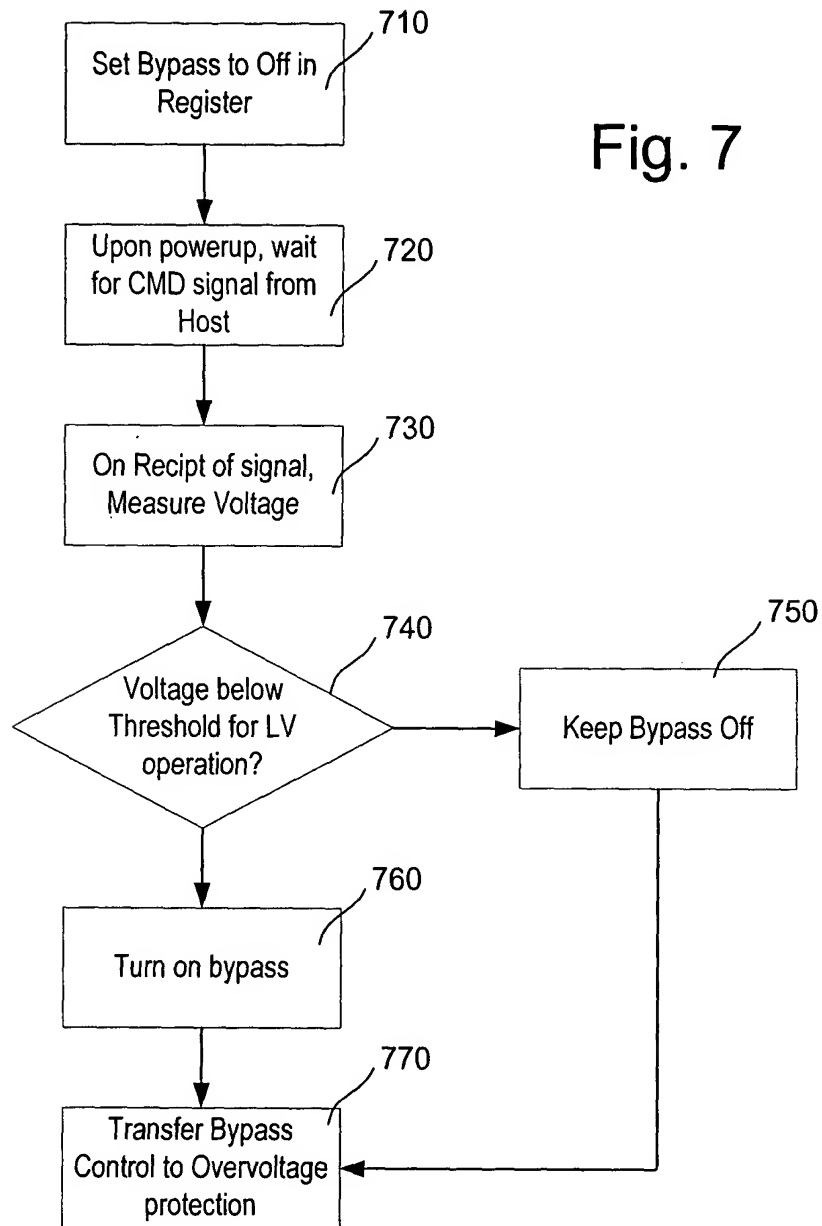 710
Set Bypass to Off in
Register
Fig. 7
720
Upon powerup, wait
for CMD signal from
Host
730
On Recipt of signal,
Measure Voltage
740
Voltage below
Threshold for LV
operation?
750
Keep Bypass Off
760
Turn on bypass
770
Transfer Bypass
Control to Overvoltage
protection